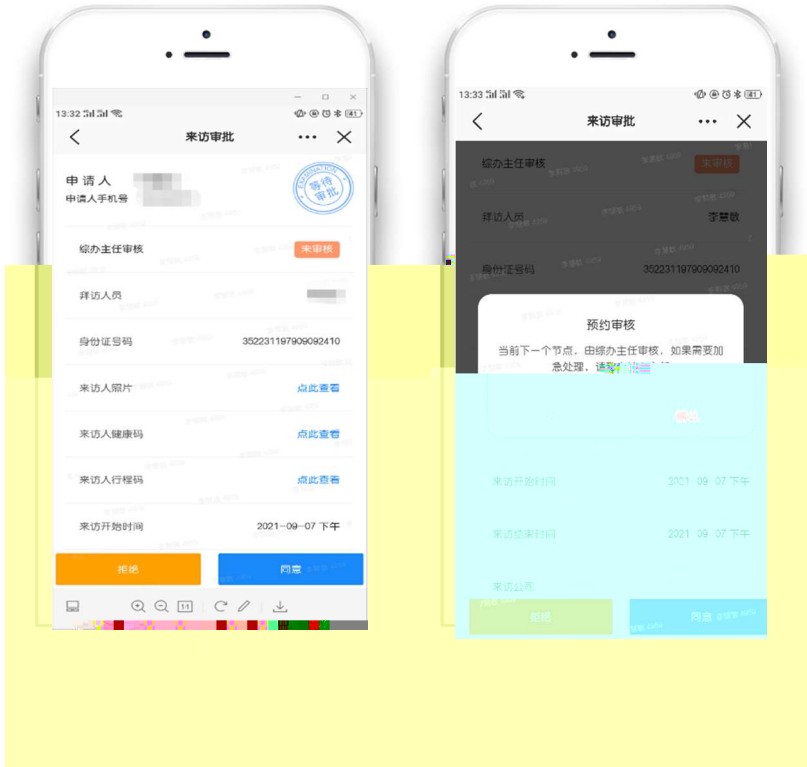 13:32
来访审批
申请人
申请人手机号
EXAMINATION
等待
审批
综办主任审核 未审核
拜访人员
身份证号码 352231197909092410
来访人照片 点此查看
来访人健康码 点此查看
来访人行程码 点此查看
来访开始时间 2021-09-07 下午
拒绝 同意
1:1
13:33 41
来访审批
综办主任审核 未审核
拜访人员 李慧敏
身份证号码 352231197909092410
预约审核
当前下一个节点，由综办主任审核，如果需要加
急处理，请
来访开始时间 2021-09-07 下午
来访结束时间 2021-09-07 下午
来访公司
拒绝 同意